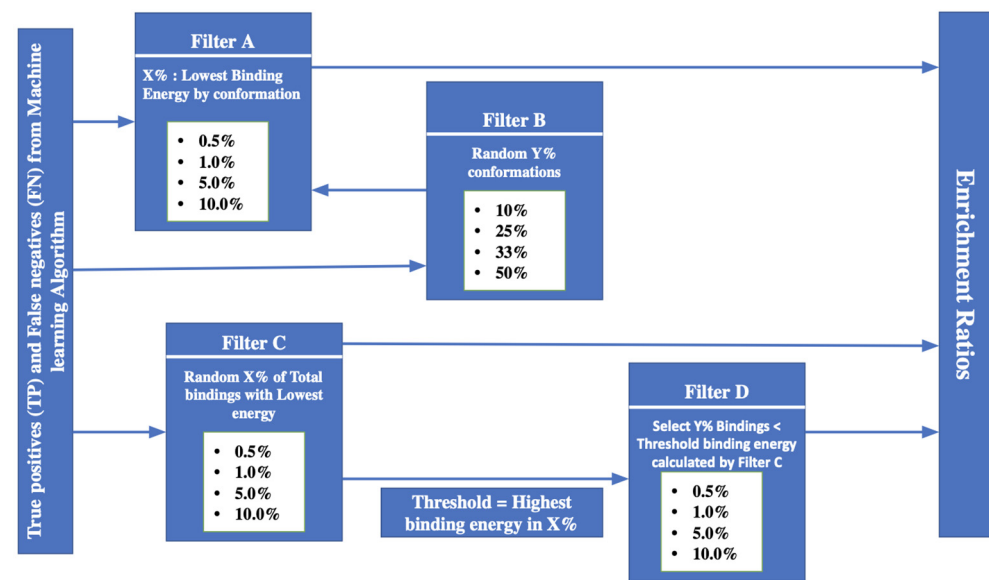 True positives (TP) and False negatives (FN) from Machine
learning Algorithm
Filter A
X% : Lowest Binding
Energy by conformation
• 0.5%
• 1.0%
• 5.0%
• 10.0%
Filter B
Random Y%
conformations
• 10%
• 25%
• 33%
• 50%
Filter C
Random X% of Total
bindings with Lowest
energy
• 0.5%
• 1.0%
• 5.0%
• 10.0%
Threshold = Highest
binding energy in X%
Filter D
Select Y% Bindings <
Threshold binding energy
calculated by Filter C
• 0.5%
• 1.0%
• 5.0%
• 10.0%
Enrichment Ratios